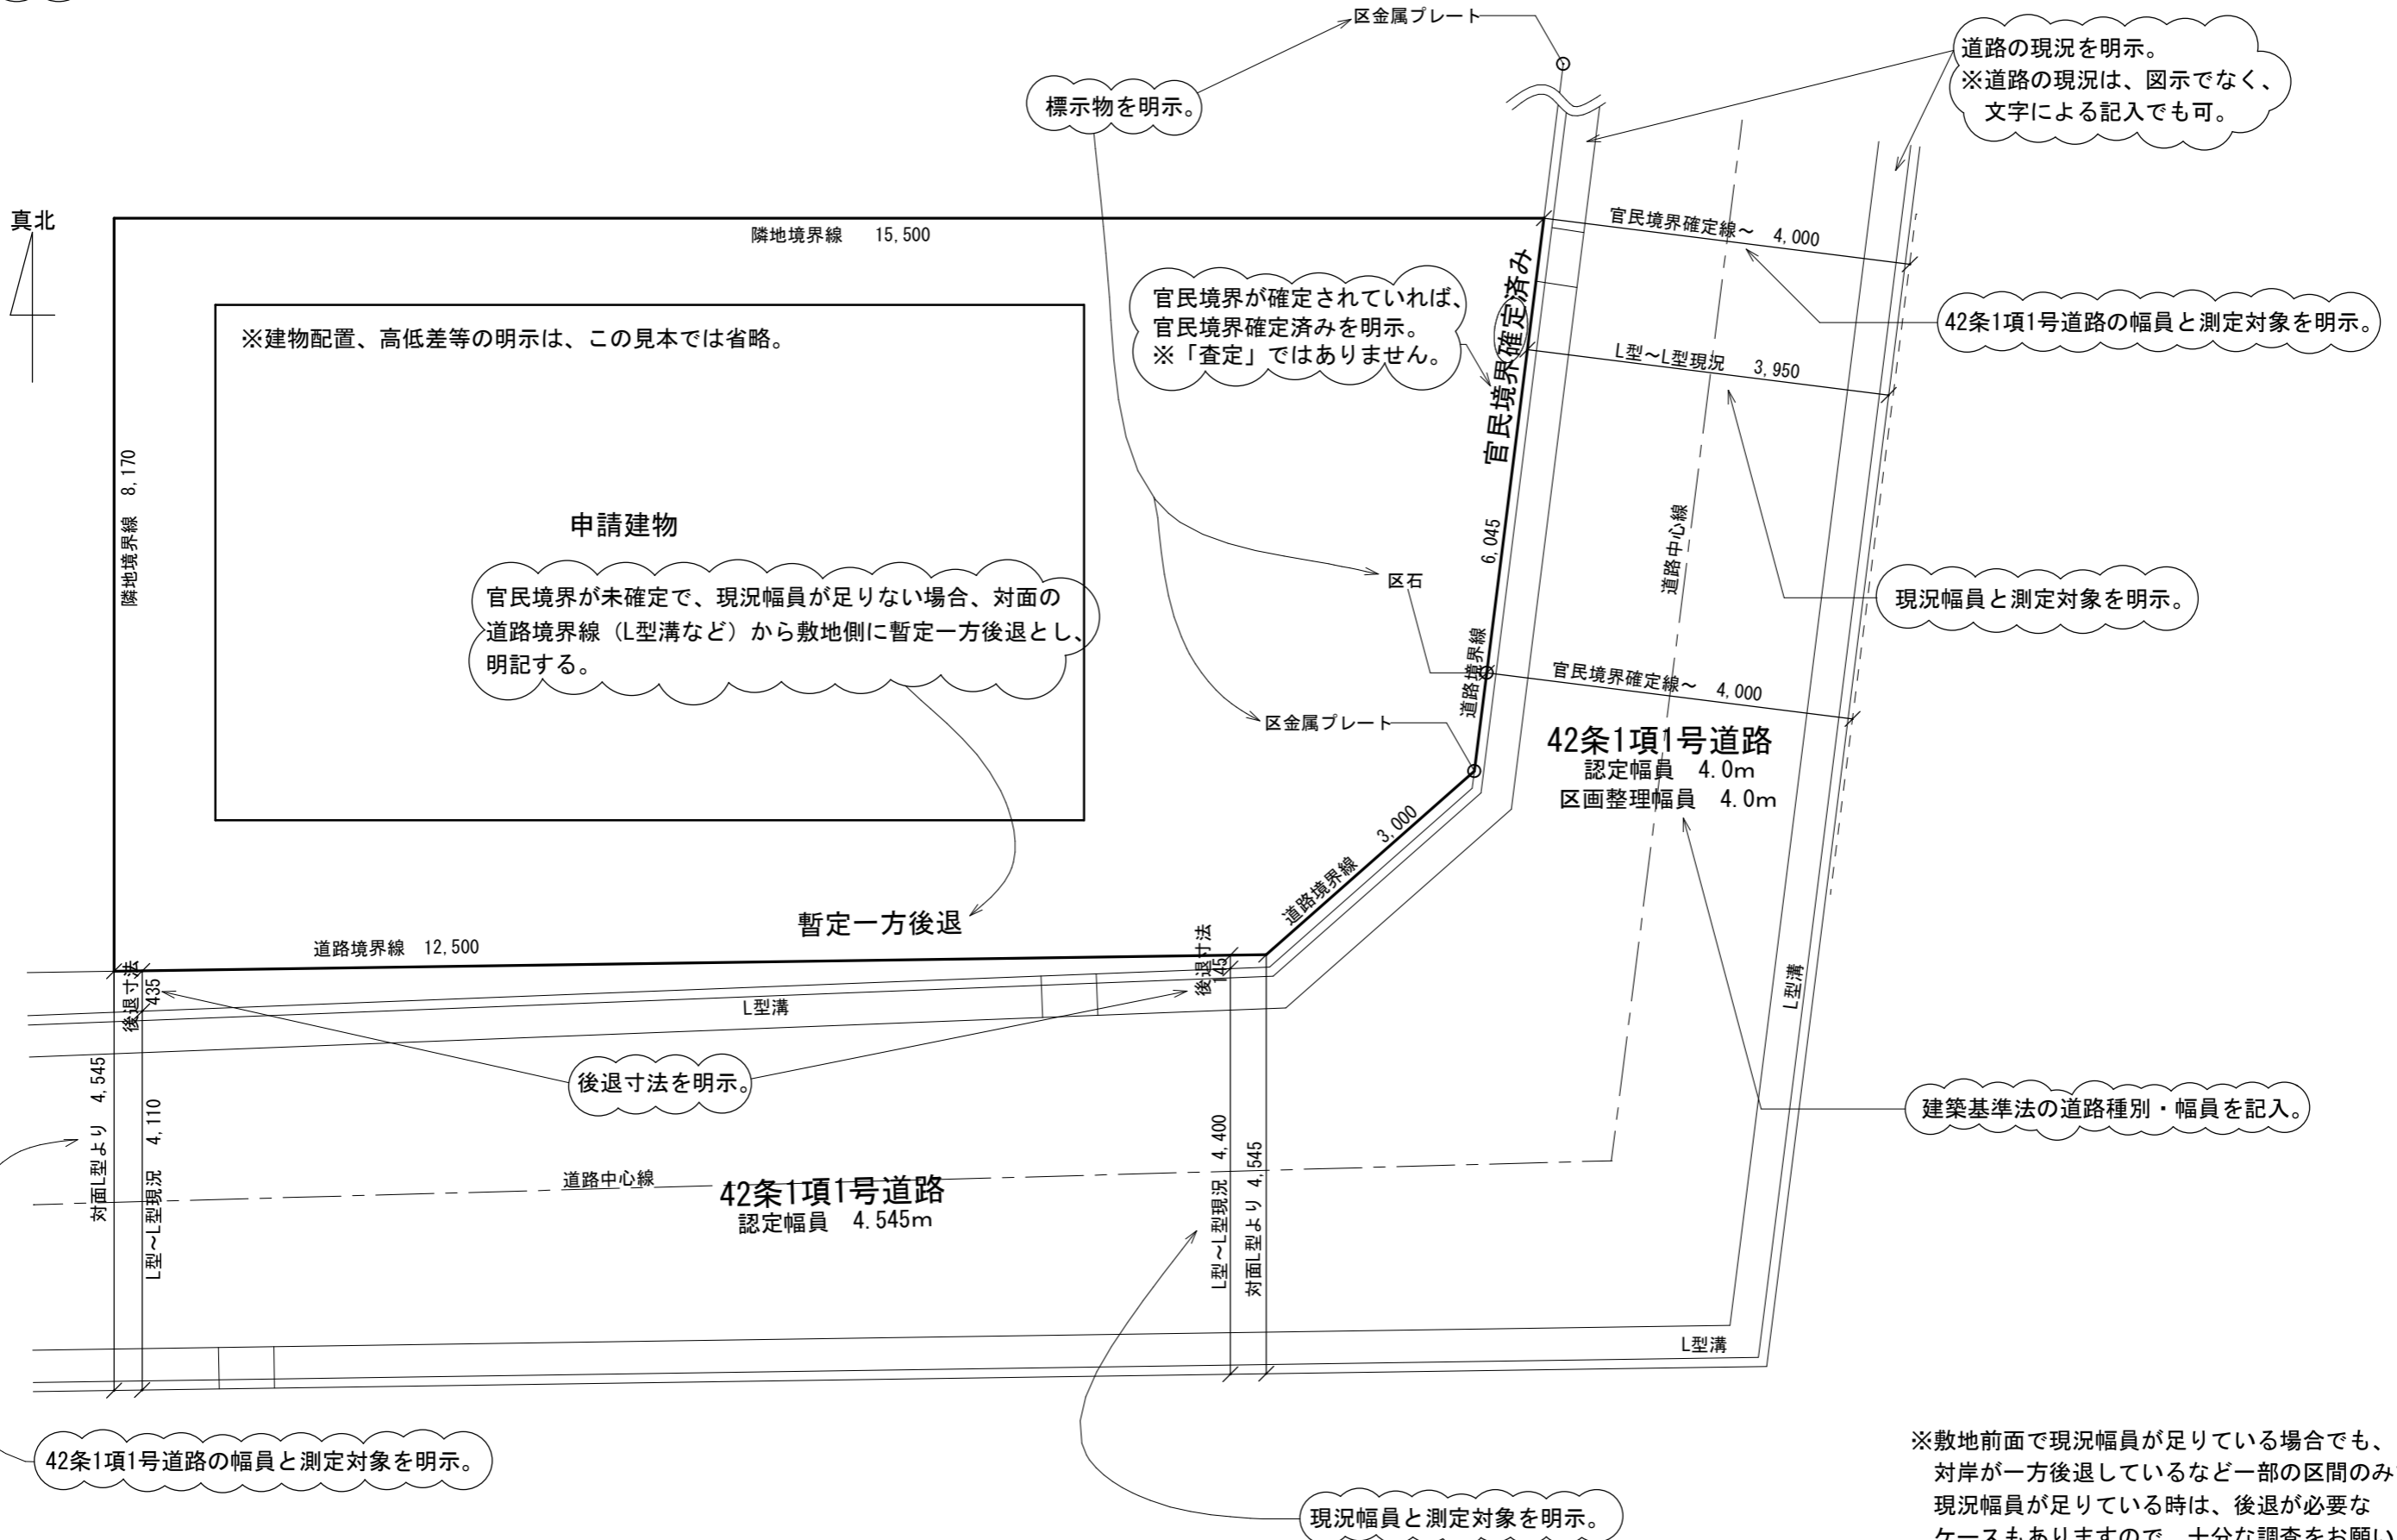 区金属プレート
道路の現況を明示。
※道路の現況は、図示でなく、
文字による記入でも可。
標示物を明示。
真北
隣地境界線 15,500
官民境界確定線～ 4,000
官民境界が確定されていれば、
官民境界確定済みを明示。
※「査定」ではありません。
官民境界確定済み
42条1項1号道路の幅員と測定対象を明示。
※建物配置、高低差等の明示は、この見本では省略。
L型～L型現況 3,950
隣地境界線 8,170
申請建物
6,045
道路中心線
区石
現況幅員と測定対象を明示。
官民境界が未確定で、現況幅員が足りない場合、対面の
道路境界線（L型溝など）から敷地側に暫定一方後退とし、
明記する。
道路境界線
官民境界確定線～ 4,000
区金属プレート
42条1項1号道路
認定幅員 4.0m
区画整理幅員 4.0m
道路境界線 3,000
暫定一方後退
道路境界線 12,500
後退寸法
435
後退寸法
145
L型溝
L型溝
後退寸法を明示。
建築基準法の道路種別・幅員を記入。
対面L型より 4,545
L型～L型現況 4,110
道路中心線
42条1項1号道路
認定幅員 4.545m
L型～L型現況 4,400
対面L型より 4,545
L型溝
42条1項1号道路の幅員と測定対象を明示。
現況幅員と測定対象を明示。
※敷地前面で現況幅員が足りている場合でも、
対岸が一方後退しているなど一部の区間のみ
現況幅員が足りている時は、後退が必要な
ケースもありますので、十分な調査をお願い